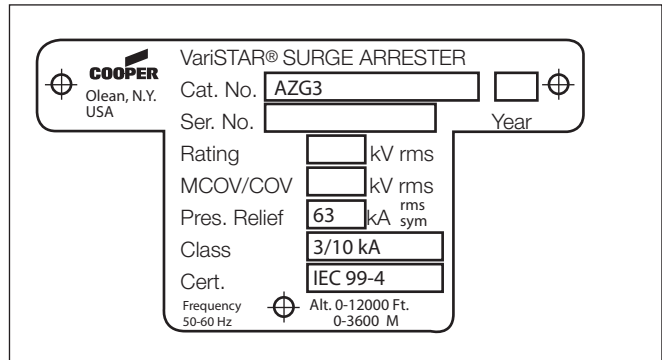 COOPER
Olean, N.Y.
USA
VariSTAR® SURGE ARRESTER
Cat. No. AZG3
Ser. No.
Year
Rating kV rms
MCOV/COV kV rms
Pres. Relief 63 kA rms sym
Class 3/10 kA
Cert. IEC 99-4
Frequency
50-60 Hz
Alt. 0-12000 Ft.
0-3600 M